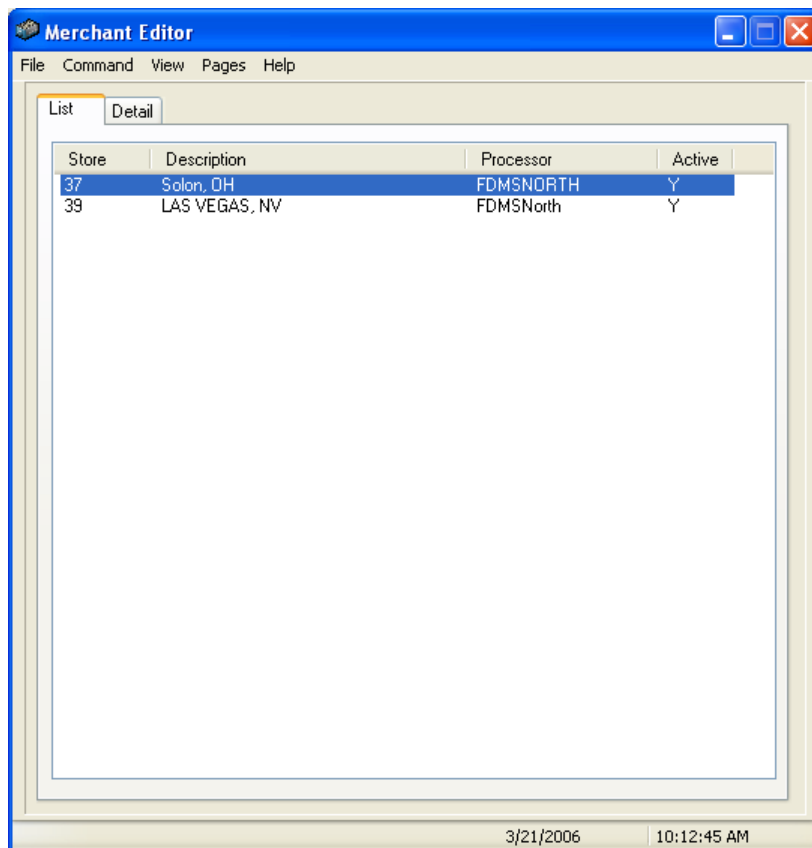 Merchant Editor
File Command View Pages Help
List Detail
Store Description Processor Active
37 Solon, OH FDMSNORTH Y
39 LAS VEGAS, NV FDMSNorth Y
3/21/2006 10:12:45 AM